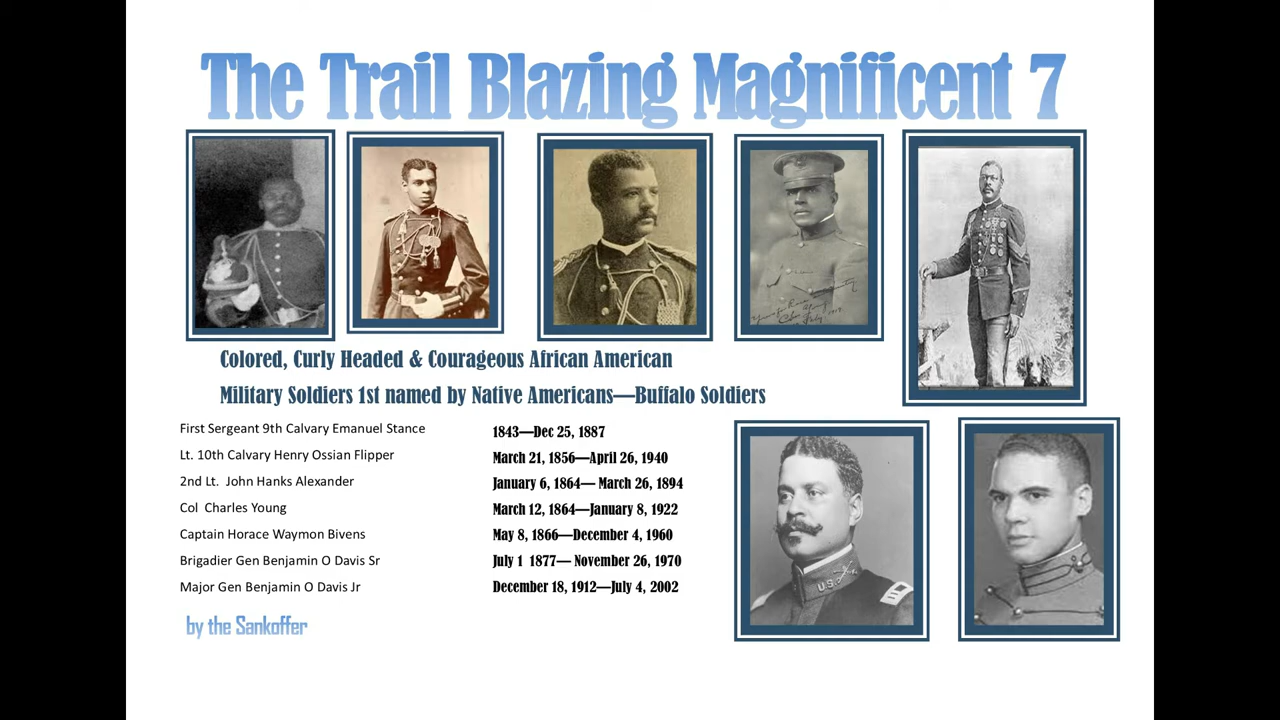 The Trail Blazing Magnificent 7
Colored, Curly Headed & Courageous African American
Military Soldiers 1st named by Native Americans—Buffalo Soldiers
First Sergeant 9th Calvary Emanuel Stance 1843—Dec 25, 1887
Lt. 10th Calvary Henry Ossian Flipper March 21, 1856—April 26, 1940
2nd Lt.  John Hanks Alexander January 6, 1864— March 26, 1894
Col  Charles Young March 12, 1864—January 8, 1922
Captain Horace Waymon Bivens May 8, 1866—December 4, 1960
Brigadier Gen Benjamin O Davis Sr July 1  1877— November 26, 1970
Major Gen Benjamin O Davis Jr December 18, 1912—July 4, 2002
by the Sankoffer
U.S.